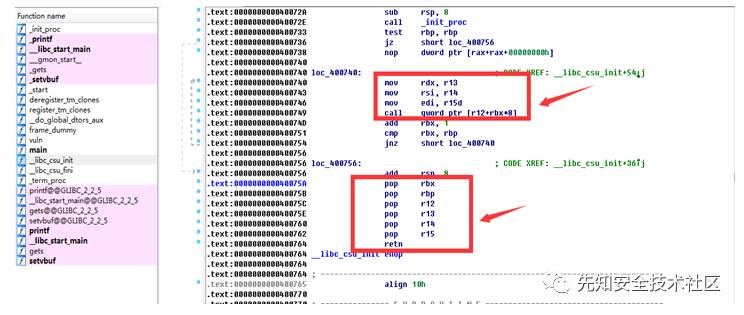 Function name
_init_proc
_printf
__libc_start_main
__gmon_start__
_gets
_setvbuf
_start
deregister_tm_clones
register_tm_clones
__do_global_dtors_aux
frame_dummy
vuln
main
__libc_csu_init
__libc_csu_fini
_term_proc
printf@@GLIBC_2_2_5
__libc_start_main@@GLIBC_2_2_5
gets@@GLIBC_2_2_5
setvbuf@@GLIBC_2_2_5
printf
__libc_start_main
gets
setvbuf
.text:000000000040072A sub rsp, 8
.text:000000000040072E call _init_proc
.text:0000000000400733 test rbp, rbp
.text:0000000000400736 jz short loc_400756
.text:0000000000400738 nop dword ptr [rax+rax+00000000h]
.text:0000000000400740
.text:0000000000400740 loc_400740: ; CODE XREF: __libc_csu_init+54↓j
.text:0000000000400740 mov rdx, r13
.text:0000000000400743 mov rsi, r14
.text:0000000000400746 mov edi, r15d
.text:0000000000400749 call qword ptr [r12+rbx*8]
.text:000000000040074D add rbx, 1
.text:0000000000400751 cmp rbx, rbp
.text:0000000000400754 jnz short loc_400740
.text:0000000000400756
.text:0000000000400756 loc_400756: ; CODE XREF: __libc_csu_init+36↑j
.text:0000000000400756 add rsp, 8
.text:000000000040075A pop rbx
.text:000000000040075B pop rbp
.text:000000000040075C pop r12
.text:000000000040075E pop r13
.text:0000000000400760 pop r14
.text:0000000000400762 pop r15
.text:0000000000400764 retn
.text:0000000000400764 __libc_csu_init endp
.text:0000000000400764
.text:0000000000400764 ;
.text:0000000000400765 align 10h
.text:0000000000400770
先知安全技术社区